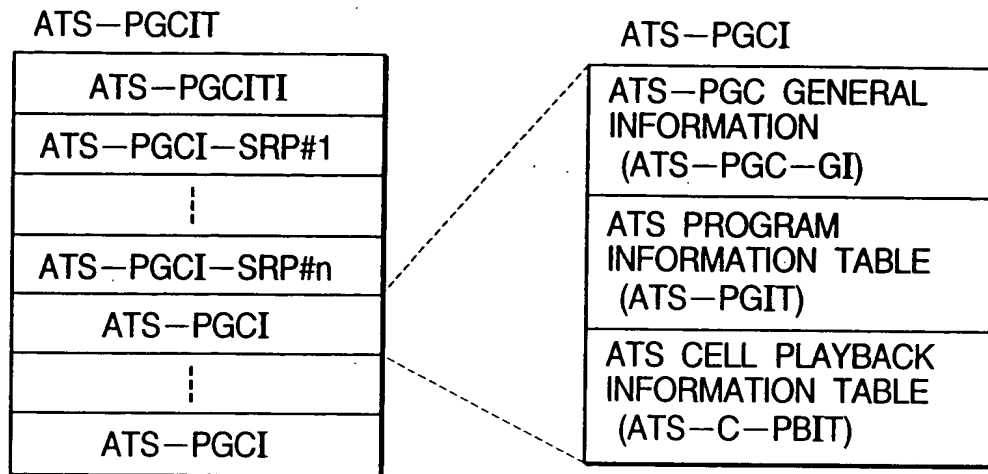 ATS-PGCIT
ATS-PGCITI
ATS-PGCI-SRP#1
ATS-PGCI-SRP#n
ATS-PGCI
ATS-PGCI
ATS-PGCI
ATS-PGC GENERAL
INFORMATION
(ATS-PGC-GI)
ATS PROGRAM
INFORMATION TABLE
(ATS-PGIT)
ATS CELL PLAYBACK
INFORMATION TABLE
(ATS-C-PBIT)